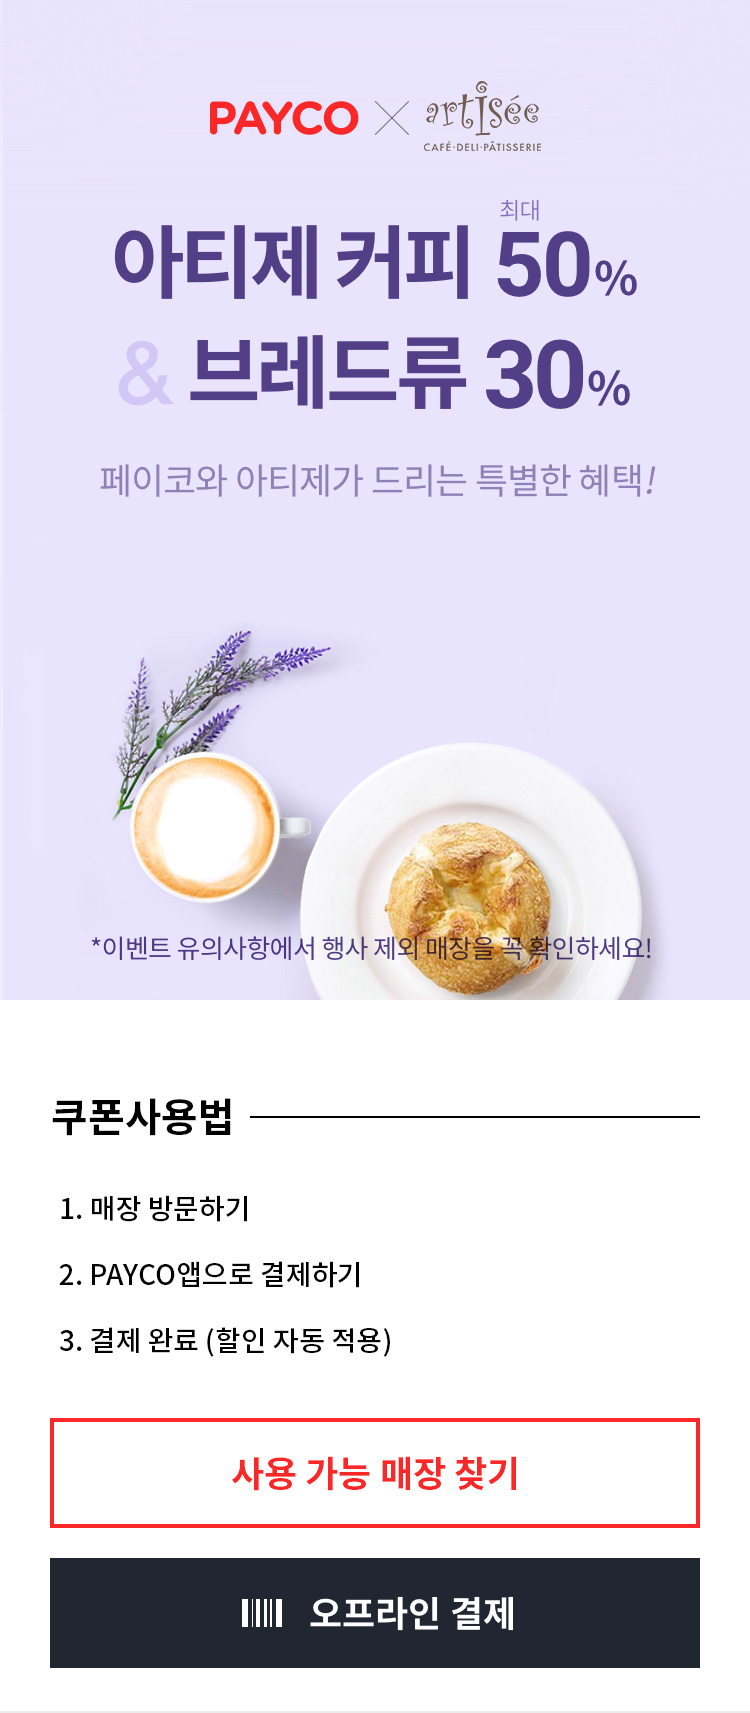 PAYCO × artisée
CAFÉ·DELI·PÂTISSERIE
최대
아티제 커피 50%
& 브레드류 30%
페이코와 아티제가 드리는 특별한 혜택!
*이벤트 유의사항에서 행사 제외 매장을 꼭 확인하세요!
쿠폰사용법
1. 매장 방문하기
2. PAYCO앱으로 결제하기
3. 결제 완료 (할인 자동 적용)
사용 가능 매장 찾기
오프라인 결제